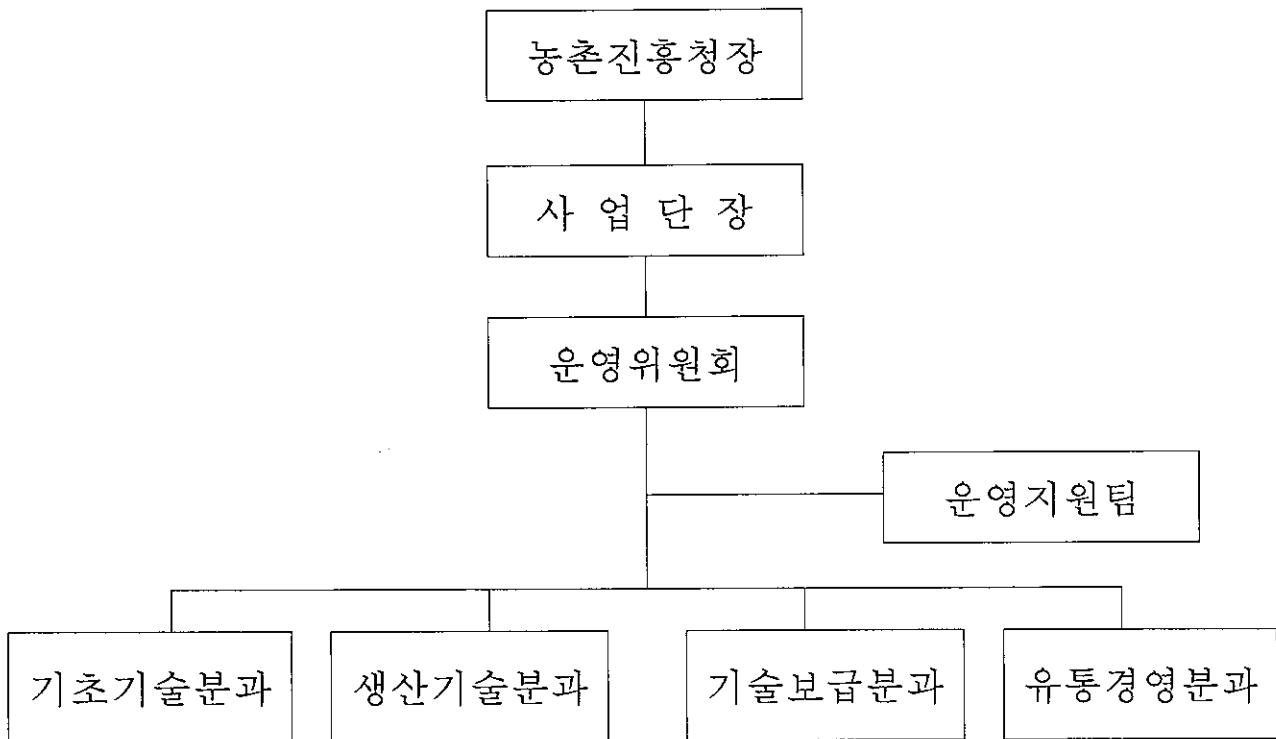 농촌진흥청장
사 업 단 장
운영위원회
운영지원팀
기초기술분과
생산기술분과
기술보급분과
유통경영분과